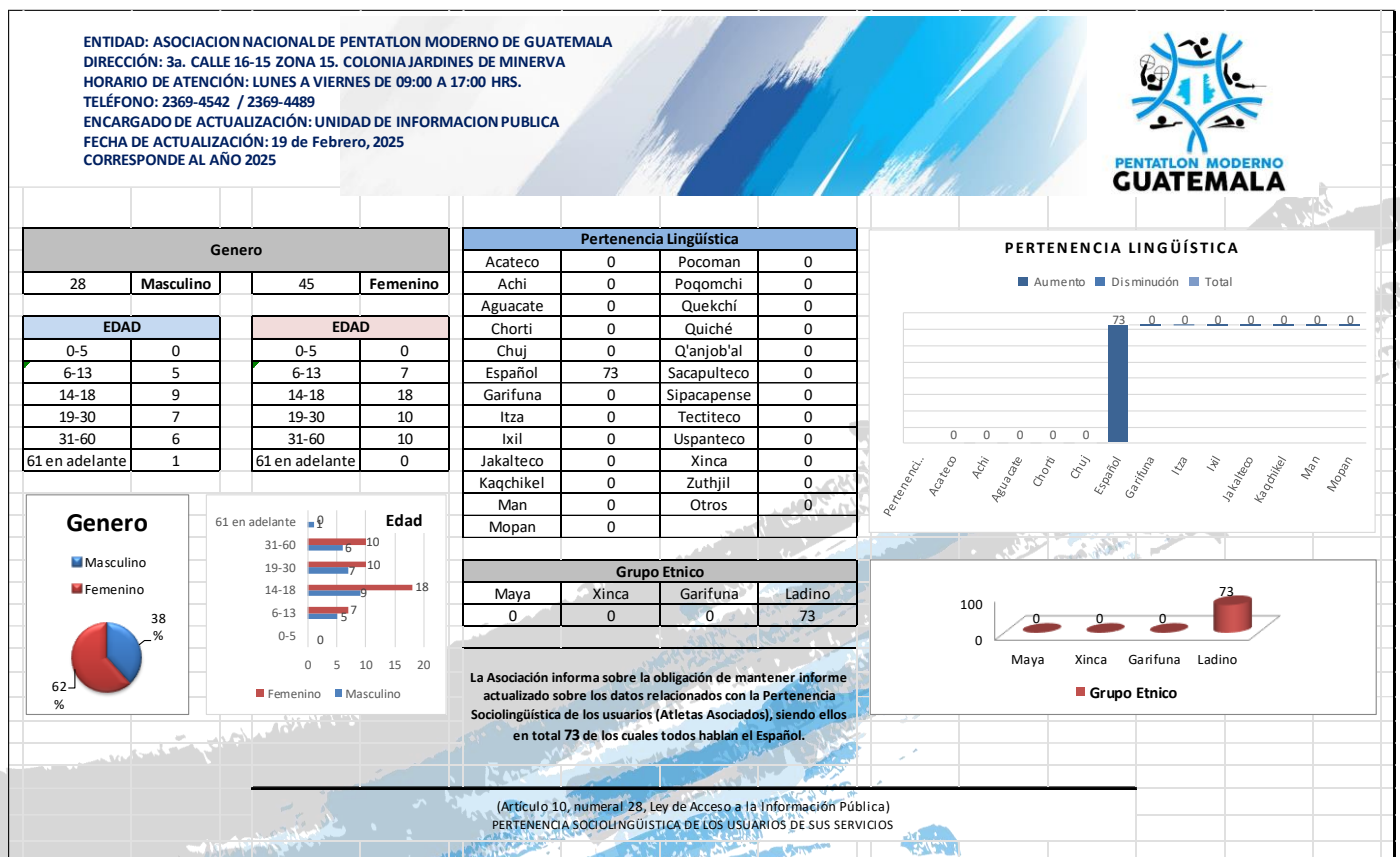 ENTIDAD: ASOCIACION NACIONAL DE PENTATLON MODERNO DE GUATEMALA
DIRECCIÓN: 3a. CALLE 16-15 ZONA 15. COLONIA JARDINES DE MINERVA
HORARIO DE ATENCIÓN: LUNES A VIERNES DE 09:00 A 17:00 HRS.
TELÉFONO: 2369-4542 / 2369-4489
ENCARGADO DE ACTUALIZACIÓN: UNIDAD DE INFORMACION PUBLICA
FECHA DE ACTUALIZACIÓN: 19 de Febrero, 2025
CORRESPONDE AL AÑO 2025
PENTATLON MODERNO
GUATEMALA
Genero
28 Masculino 45 Femenino
EDAD EDAD
0-5 0 0-5 0
6-13 5 6-13 7
14-18 9 14-18 18
19-30 7 19-30 10
31-60 6 31-60 10
61 en adelante 1 61 en adelante 0
Pertenencia Lingüística
Acateco 0 Pocoman 0
Achi 0 Poqomchi 0
Aguacate 0 Quekchí 0
Chorti 0 Quiché 0
Chuj 0 Q'anjob'al 0
Español 73 Sacapulteco 0
Garifuna 0 Sipacapense 0
Itza 0 Tectiteco 0
Ixil 0 Uspanteco 0
Jakalteco 0 Xinca 0
Kaqchikel 0 Zuthjil 0
Man 0 Otros 0
Mopan 0
PERTENENCIA LINGÜÍSTICA
Aumento Disminución Total
73 0 0 0 0 0 0 0
0 0 0 0 0
Pertenenci... Acateco Achi Aguacate Chorti Chuj Español Garifuna Itza Ixil Jakalteco Kaqchikel Man Mopan
Genero
Masculino
Femenino
38
%
62
%
Edad
61 en adelante 0 1
31-60 10 6
19-30 10 7
14-18 18 9
6-13 7 5
0-5 0
0 5 10 15 20
Femenino Masculino
Grupo Etnico
Maya Xinca Garifuna Ladino
0 0 0 73
100
0
0 0 0 73
Maya Xinca Garifuna Ladino
Grupo Etnico
La Asociación informa sobre la obligación de mantener informe
actualizado sobre los datos relacionados con la Pertenencia
Sociolingüística de los usuarios (Atletas Asociados), siendo ellos
en total 73 de los cuales todos hablan el Español.
(Artículo 10, numeral 28, Ley de Acceso a la Información Pública)
PERTENENCIA SOCIOLINGÜISTICA DE LOS USUARIOS DE SUS SERVICIOS